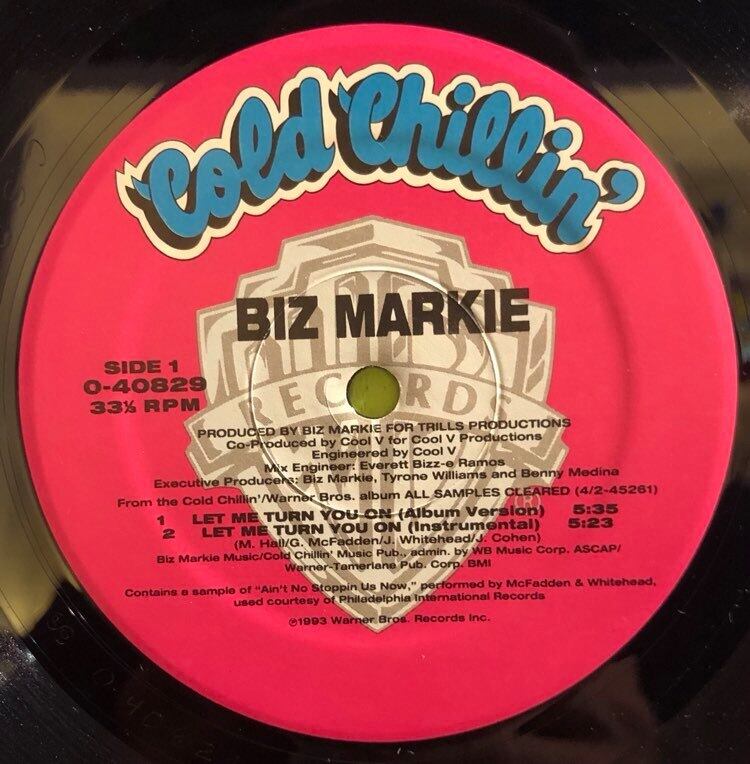 Cold Chillin'
BIZ MARKIE
RECORDS
SIDE 1
0-40829
33⅓ RPM
PRODUCED BY BIZ MARKIE FOR TRILLS PRODUCTIONS
Co-Produced by Cool V for Cool V Productions
Engineered by Cool V
Mix Engineer: Everett Bizz-e Ramos
Executive Producers: Biz Markie, Tyrone Williams and Benny Medina
From the Cold Chillin'/Warner Bros. album ALL SAMPLES CLEARED (4/2-45261)
1 LET ME TURN YOU ON (Album Version) 5:35
2 LET ME TURN YOU ON (Instrumental) 5:23
(M. Hall/G. McFadden/J. Whitehead/J. Cohen)
Biz Markie Music/Cold Chillin' Music Pub., admin. by WB Music Corp. ASCAP/
Warner-Tamerlane Pub. Corp. BMI
Contains a sample of "Ain't No Stoppin Us Now," performed by McFadden & Whitehead,
used courtesy of Philadelphia International Records
℗1993 Warner Bros. Records Inc.